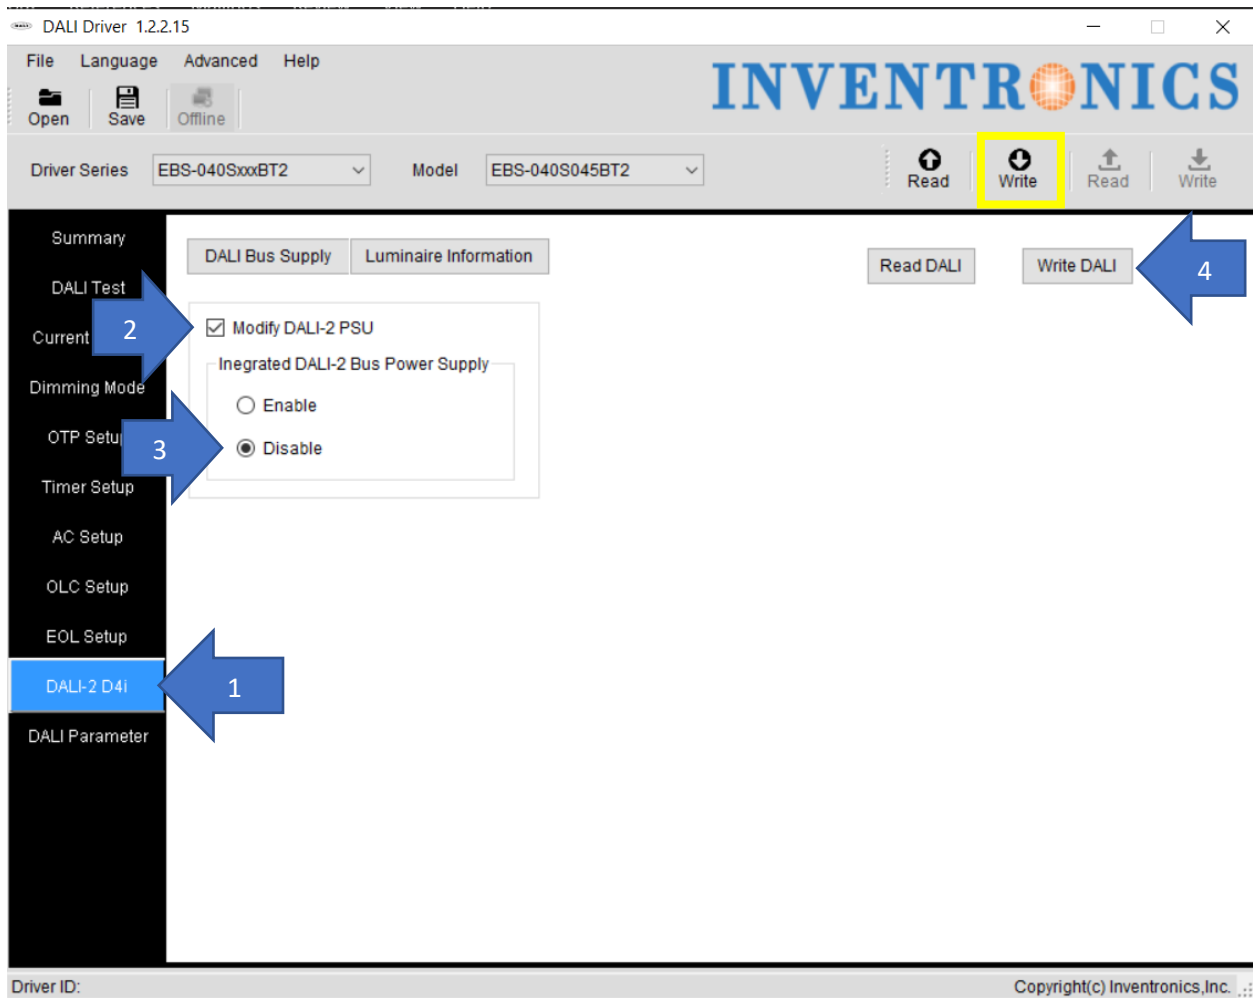 DALI Driver 1.2.2.15
File Language Advanced Help
INVENTRONICS
Open Save Offline
Driver Series EBS-040SxxxBT2 Model EBS-040S045BT2 Read Write Read Write
Summary
DALI Bus Supply Luminaire Information Read DALI Write DALI 4
DALI Test
2 Modify DALI-2 PSU
Current
Inegrated DALI-2 Bus Power Supply
Dimming Mode
Enable
OTP Setup
3 Disable
Timer Setup
AC Setup
OLC Setup
EOL Setup
DALI-2 D4i 1
DALI Parameter
Driver ID: Copyright(c) Inventronics,Inc.